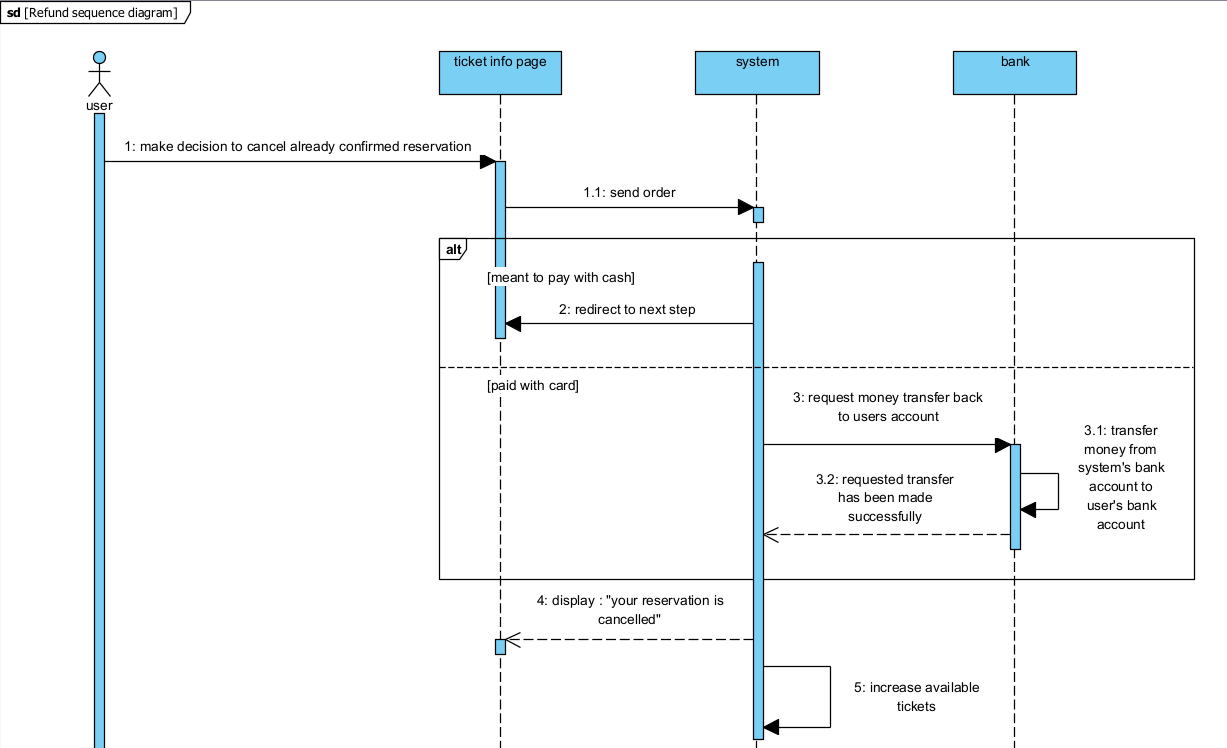 sd [Refund sequence diagram]
user
ticket info page
system
bank
1: make decision to cancel already confirmed reservation
1.1: send order
alt
[meant to pay with cash]
2: redirect to next step
[paid with card]
3: request money transfer back
to users account
3.1: transfer
money from
system's bank
account to
user's bank
account
3.2: requested transfer
has been made
successfully
4: display : "your reservation is
cancelled"
5: increase available
tickets